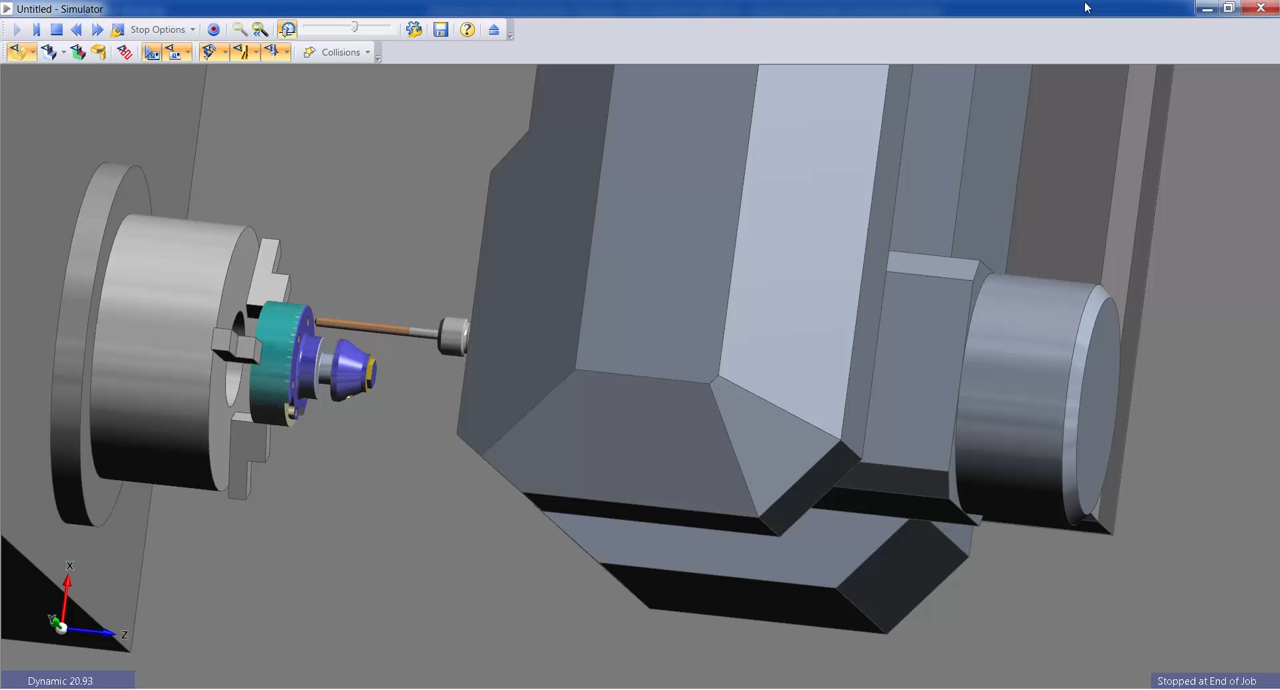 Untitled - Simulator
Stop Options
Collisions
X
Y
Z
Dynamic 20.93
Stopped at End of Job